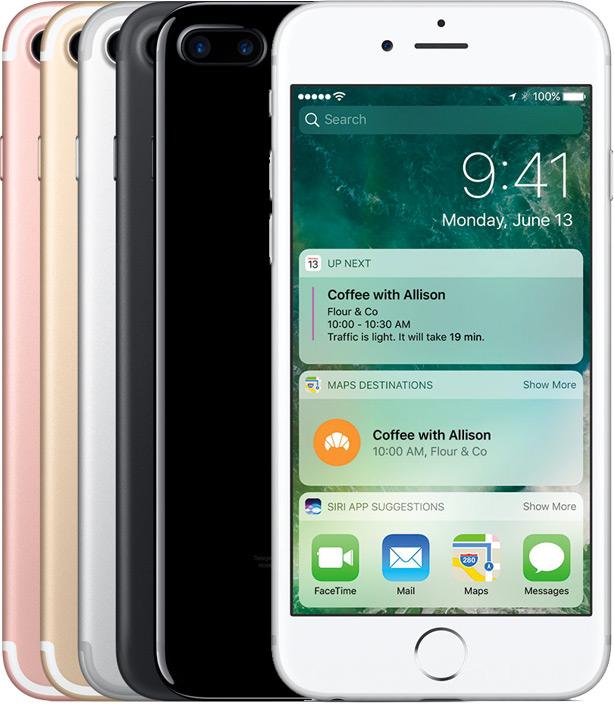 100%
Search
9:41
Monday, June 13
13 UP NEXT
Coffee with Allison
Flour & Co
10:00 - 10:30 AM
Traffic is light. It will take 19 min.
MAPS DESTINATIONS Show More
Coffee with Allison
10:00 AM, Flour & Co
SIRI APP SUGGESTIONS Show More
280
FaceTime Mail Maps Messages